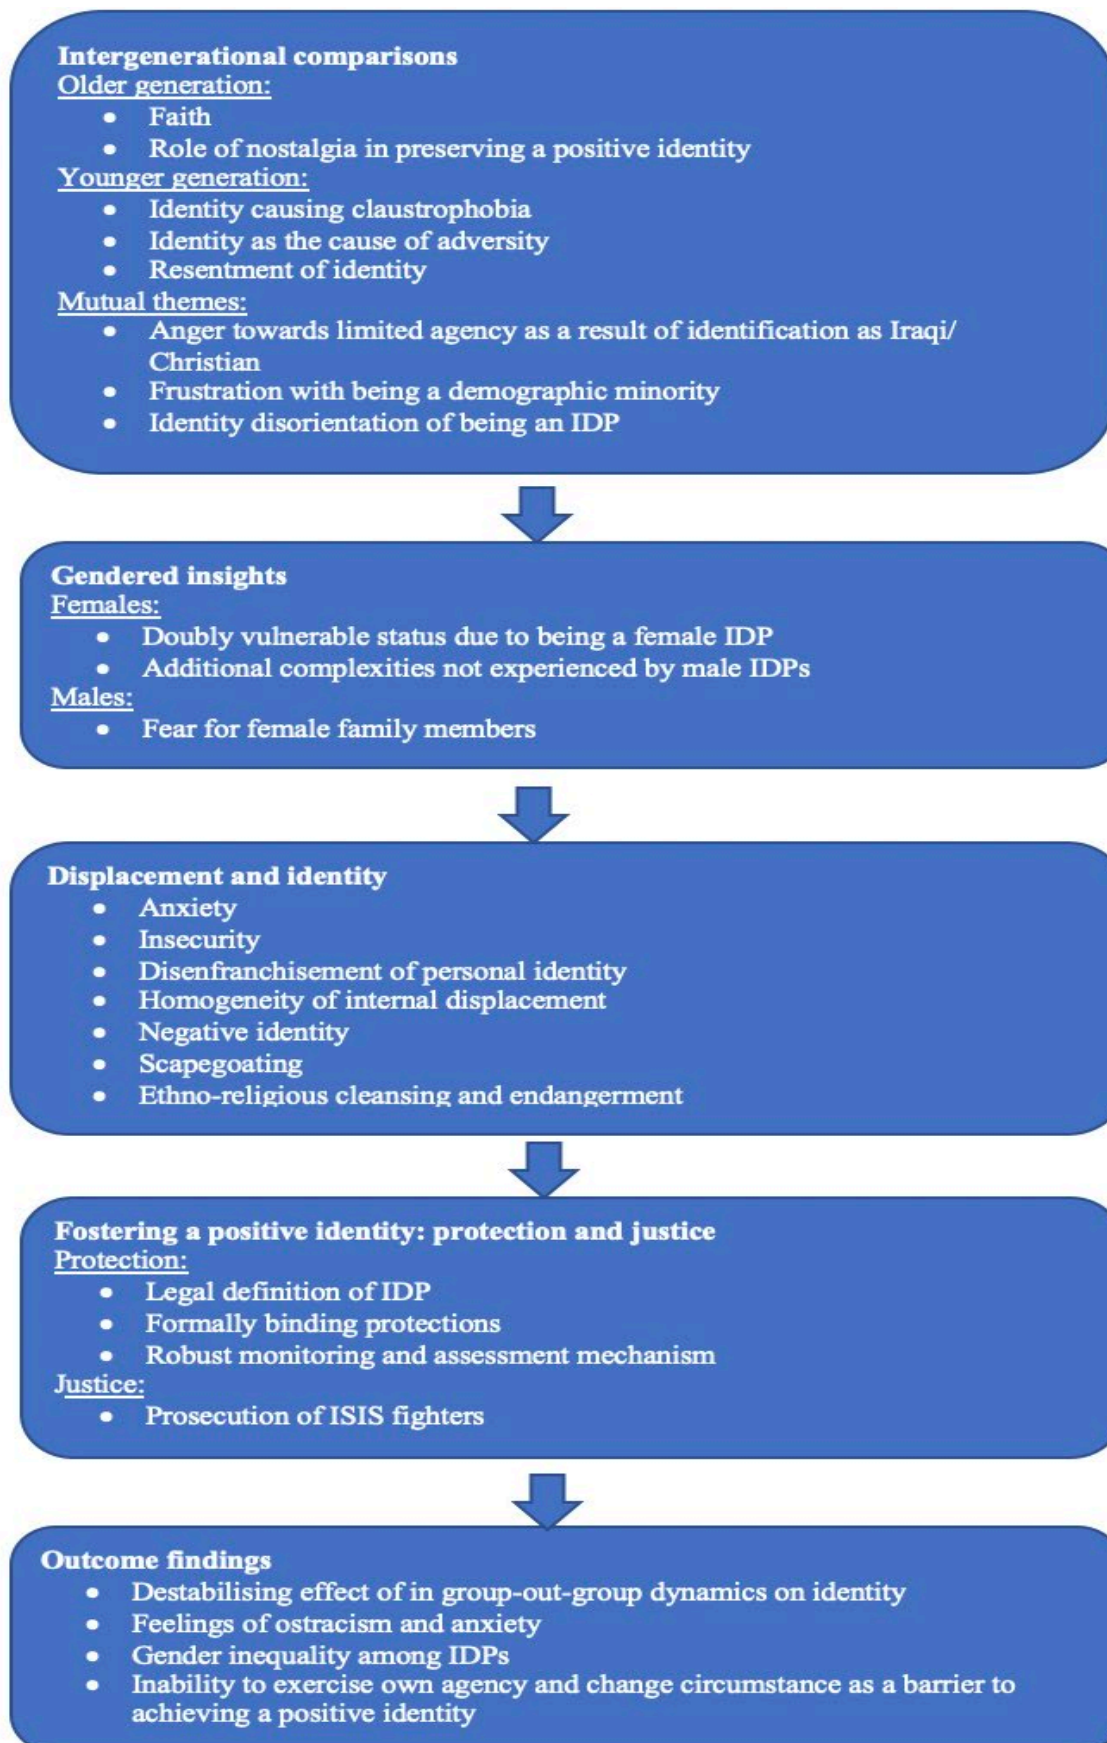 Intergenerational comparisons
Older generation:
• Faith
• Role of nostalgia in preserving a positive identity
Younger generation:
• Identity causing claustrophobia
• Identity as the cause of adversity
• Resentment of identity
Mutual themes:
• Anger towards limited agency as a result of identification as Iraqi/
Christian
• Frustration with being a demographic minority
• Identity disorientation of being an IDP
Gendered insights
Females:
• Doubly vulnerable status due to being a female IDP
• Additional complexities not experienced by male IDPs
Males:
• Fear for female family members
Displacement and identity
• Anxiety
• Insecurity
• Disenfranchisement of personal identity
• Homogeneity of internal displacement
• Negative identity
• Scapegoating
• Ethno-religious cleansing and endangerment
Fostering a positive identity: protection and justice
Protection:
• Legal definition of IDP
• Formally binding protections
• Robust monitoring and assessment mechanism
Justice:
• Prosecution of ISIS fighters
Outcome findings
• Destabilising effect of in group-out-group dynamics on identity
• Feelings of ostracism and anxiety
• Gender inequality among IDPs
• Inability to exercise own agency and change circumstance as a barrier to
achieving a positive identity